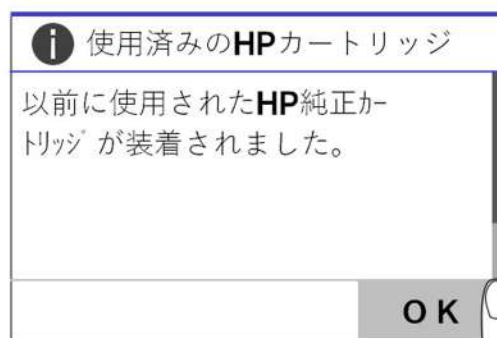 使用済みのHPカートリッジ
以前に使用されたHP純正ｶｰ
ﾄﾘｯｼﾞが装着されました。
OK